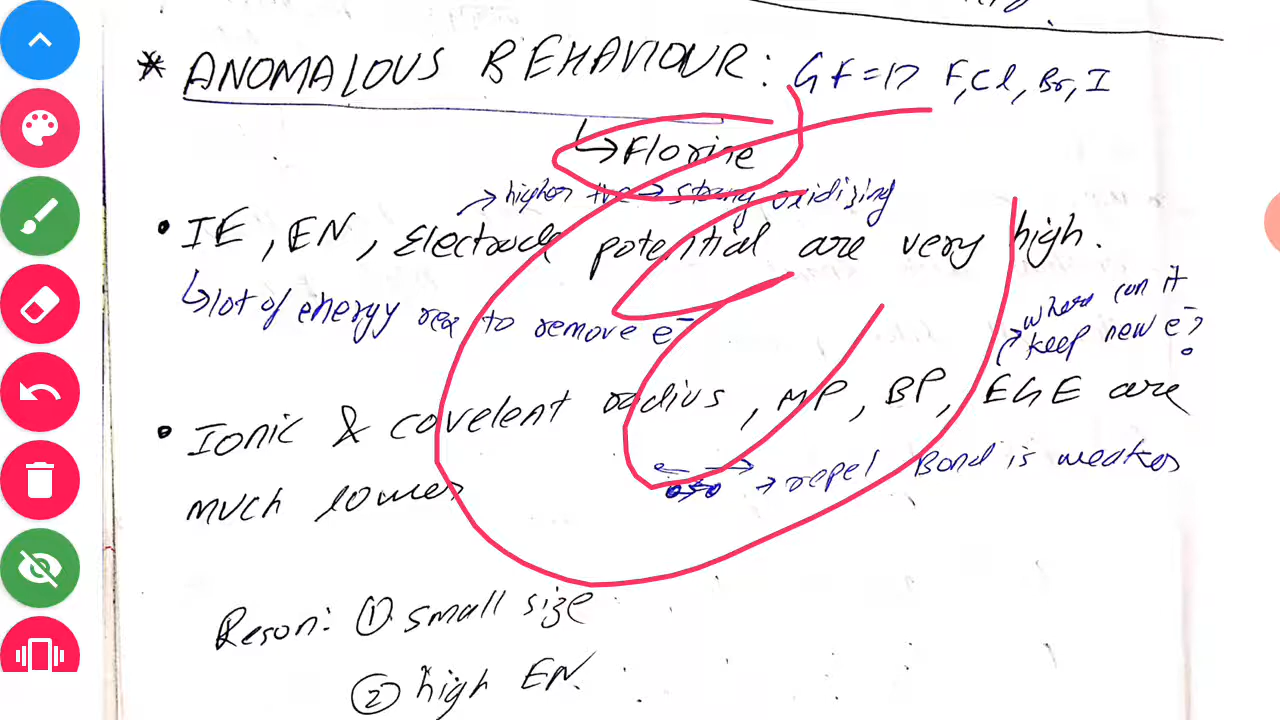 * ANOMALOUS BEHAVIOUR: GF=17 F, Cl, Br, I
↳ Florine
→ higher +ve → strong oxidizing
• IE, EN, Electrode potential are very high.
↳ lot of energy req to remove e⁻
where can it
keep new e⁻?
• Ionic & covelent radius, MP, BP, EGE are
→ repel Bond is weaker
much lower
Reson: ① small size
② high EN.